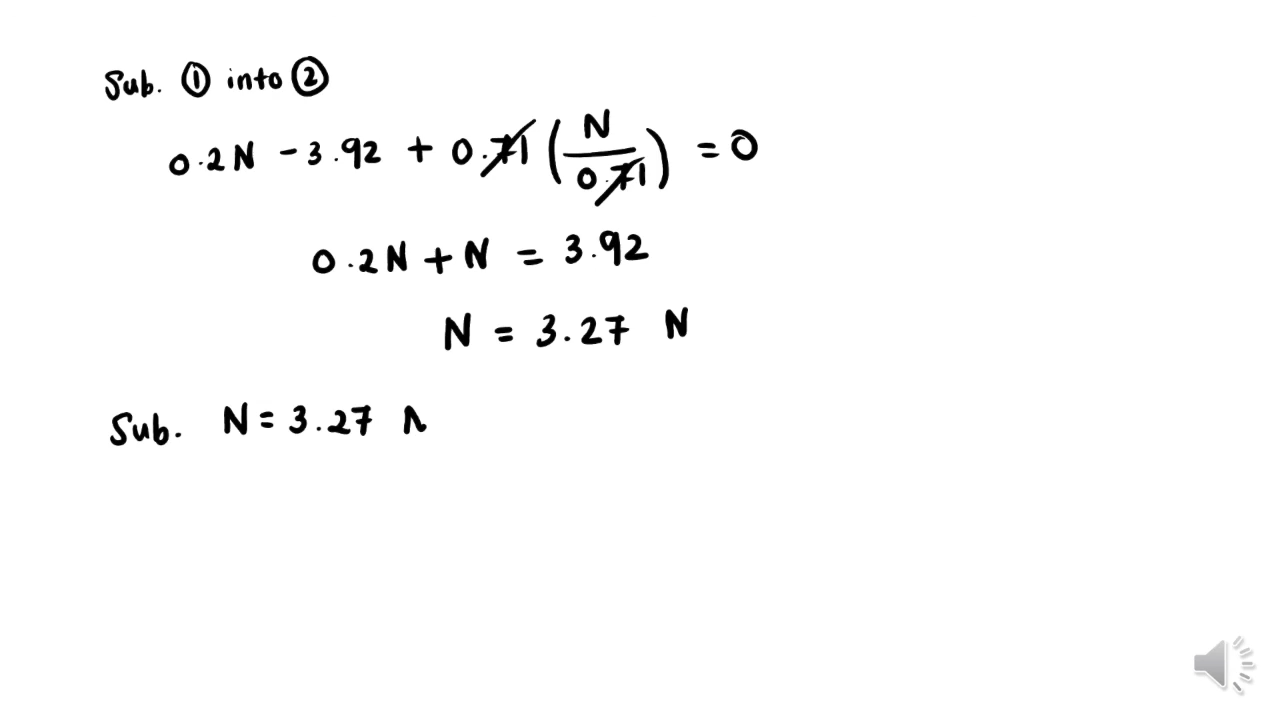 Sub. ① into ②
0.2N - 3.92 + 0.71 (N/0.71) = 0
0.2N + N = 3.92
N = 3.27 N
Sub. N = 3.27